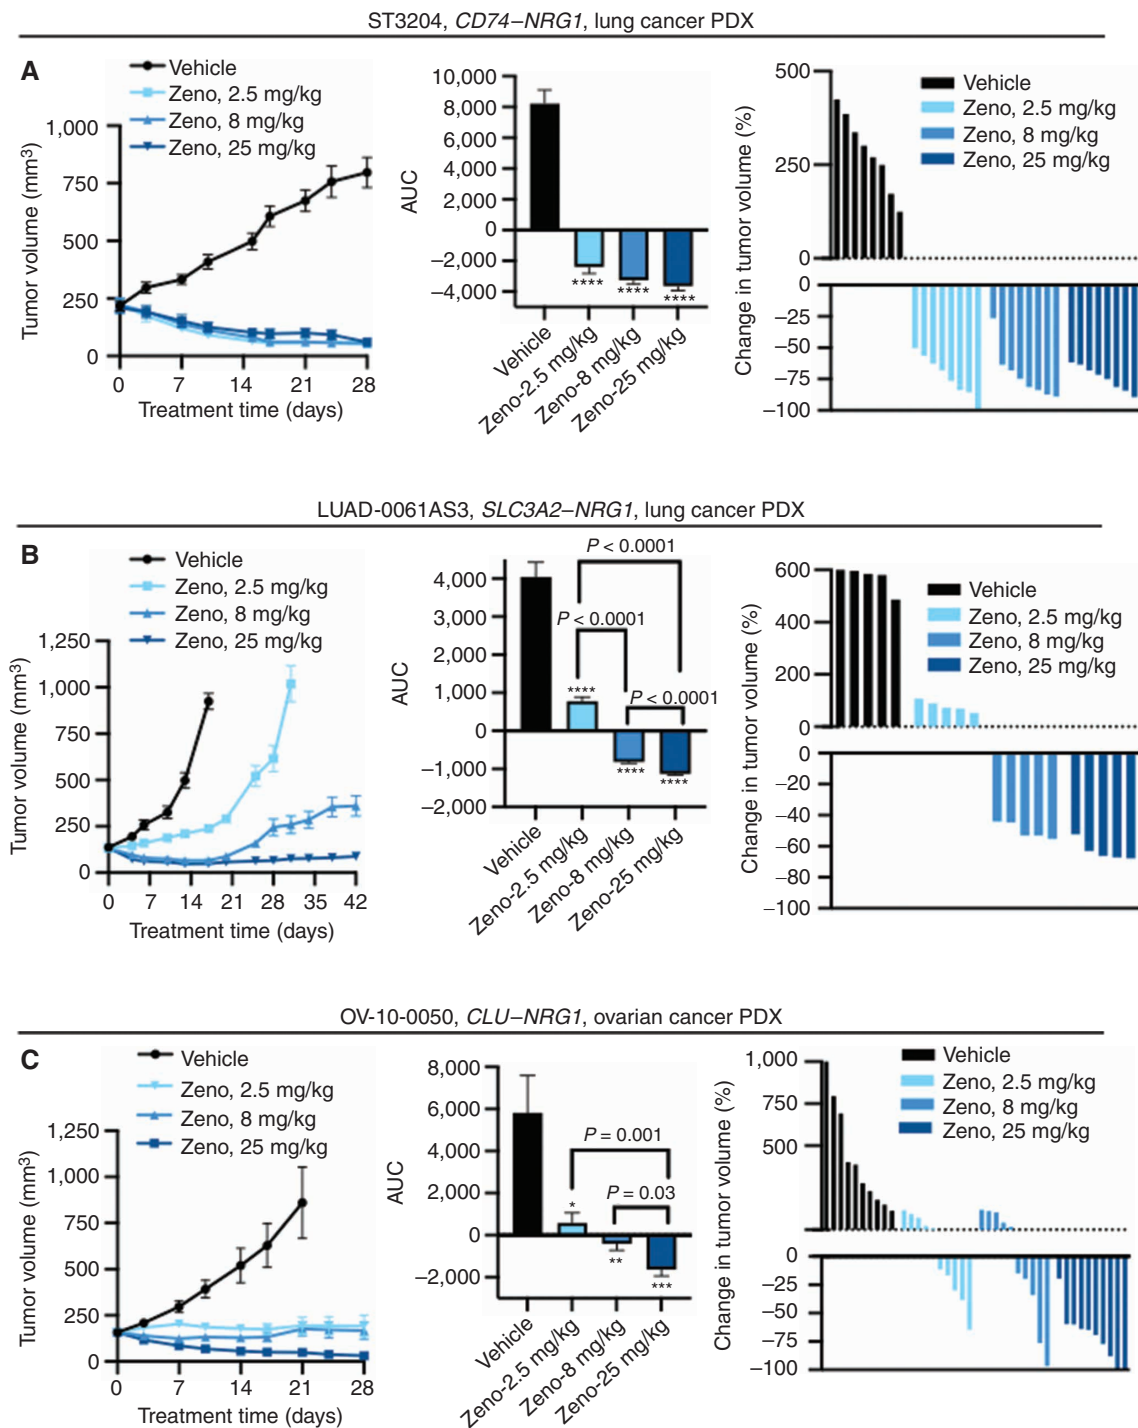 ST3204, CD74–NRG1, lung cancer PDX
A
Vehicle
Zeno, 2.5 mg/kg
Zeno, 8 mg/kg
Zeno, 25 mg/kg
Tumor volume (mm³)
1,000
750
500
250
0
0 7 14 21 28
Treatment time (days)
AUC
10,000
8,000
6,000
4,000
2,000
0
–2,000
–4,000
**** **** ****
Vehicle
Zeno-2.5 mg/kg
Zeno-8 mg/kg
Zeno-25 mg/kg
Change in tumor volume (%)
500
250
0
0
–25
–50
–75
–100
Vehicle
Zeno, 2.5 mg/kg
Zeno, 8 mg/kg
Zeno, 25 mg/kg
LUAD-0061AS3, SLC3A2–NRG1, lung cancer PDX
B
Vehicle
Zeno, 2.5 mg/kg
Zeno, 8 mg/kg
Zeno, 25 mg/kg
Tumor volume (mm³)
1,250
1,000
750
500
250
0
0 7 14 21 28 35 42
Treatment time (days)
AUC
4,000
3,000
2,000
1,000
0
–1,000
–2,000
P < 0.0001
P < 0.0001
P < 0.0001
**** **** ****
Vehicle
Zeno-2.5 mg/kg
Zeno-8 mg/kg
Zeno-25 mg/kg
Change in tumor volume (%)
600
400
200
0
0
–20
–40
–60
–80
–100
Vehicle
Zeno, 2.5 mg/kg
Zeno, 8 mg/kg
Zeno, 25 mg/kg
OV-10-0050, CLU–NRG1, ovarian cancer PDX
C
Vehicle
Zeno, 2.5 mg/kg
Zeno, 8 mg/kg
Zeno, 25 mg/kg
Tumor volume (mm³)
1,250
1,000
750
500
250
0
0 7 14 21 28
Treatment time (days)
AUC
8,000
6,000
4,000
2,000
0
–2,000
P = 0.001
P = 0.03
* ** ***
Vehicle
Zeno-2.5 mg/kg
Zeno-8 mg/kg
Zeno-25 mg/kg
Change in tumor volume (%)
1,000
750
500
0
–25
–50
–75
–100
Vehicle
Zeno, 2.5 mg/kg
Zeno, 8 mg/kg
Zeno, 25 mg/kg